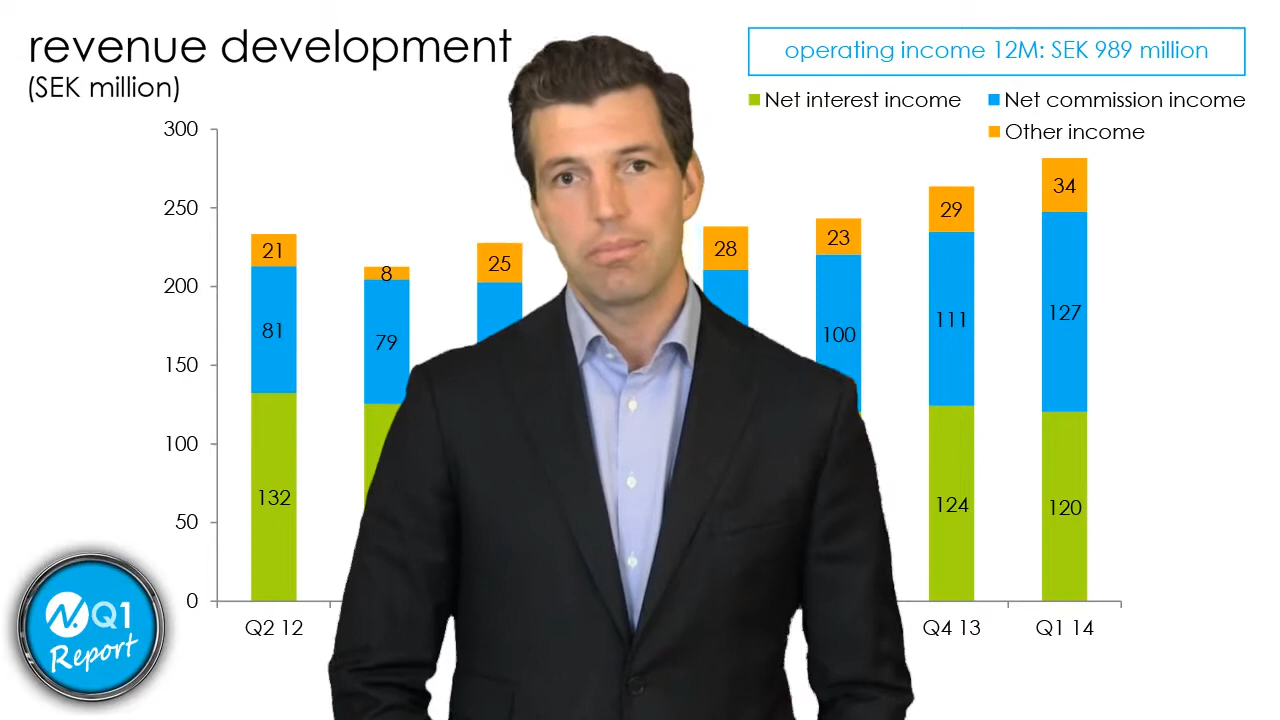 revenue development
(SEK million)
operating income 12M: SEK 989 million
Net interest income
Net commission income
Other income
300
250
200
150
100
50
0
21
81
132
8
79
25
28
23
100
29
111
124
34
127
120
Q2 12
Q4 13
Q1 14
N Q1
Report